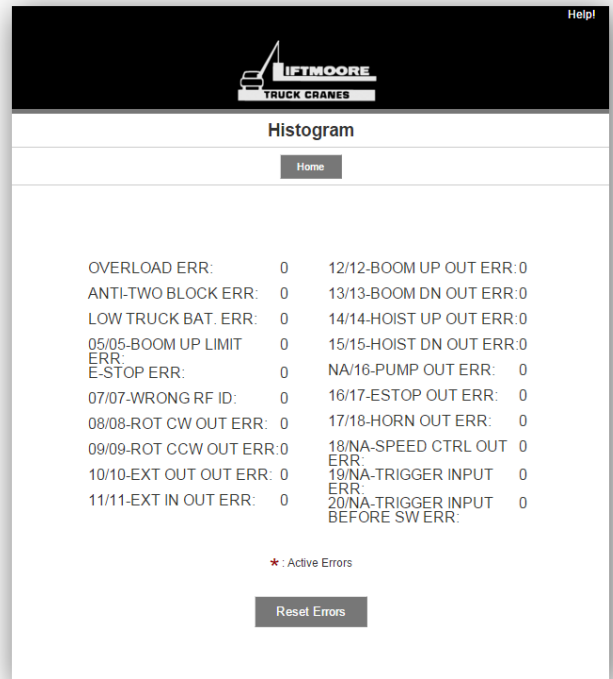 Help!
LIFTMOORE
TRUCK CRANES
Histogram
Home
OVERLOAD ERR: 0
ANTI-TWO BLOCK ERR: 0
LOW TRUCK BAT. ERR: 0
05/05-BOOM UP LIMIT 0
ERR:
E-STOP ERR: 0
07/07-WRONG RF ID: 0
08/08-ROT CW OUT ERR: 0
09/09-ROT CCW OUT ERR:0
10/10-EXT OUT OUT ERR: 0
11/11-EXT IN OUT ERR: 0
12/12-BOOM UP OUT ERR:0
13/13-BOOM DN OUT ERR:0
14/14-HOIST UP OUT ERR:0
15/15-HOIST DN OUT ERR:0
NA/16-PUMP OUT ERR: 0
16/17-ESTOP OUT ERR: 0
17/18-HORN OUT ERR: 0
18/NA-SPEED CTRL OUT 0
ERR:
19/NA-TRIGGER INPUT 0
ERR:
20/NA-TRIGGER INPUT 0
BEFORE SW ERR:
* : Active Errors
Reset Errors